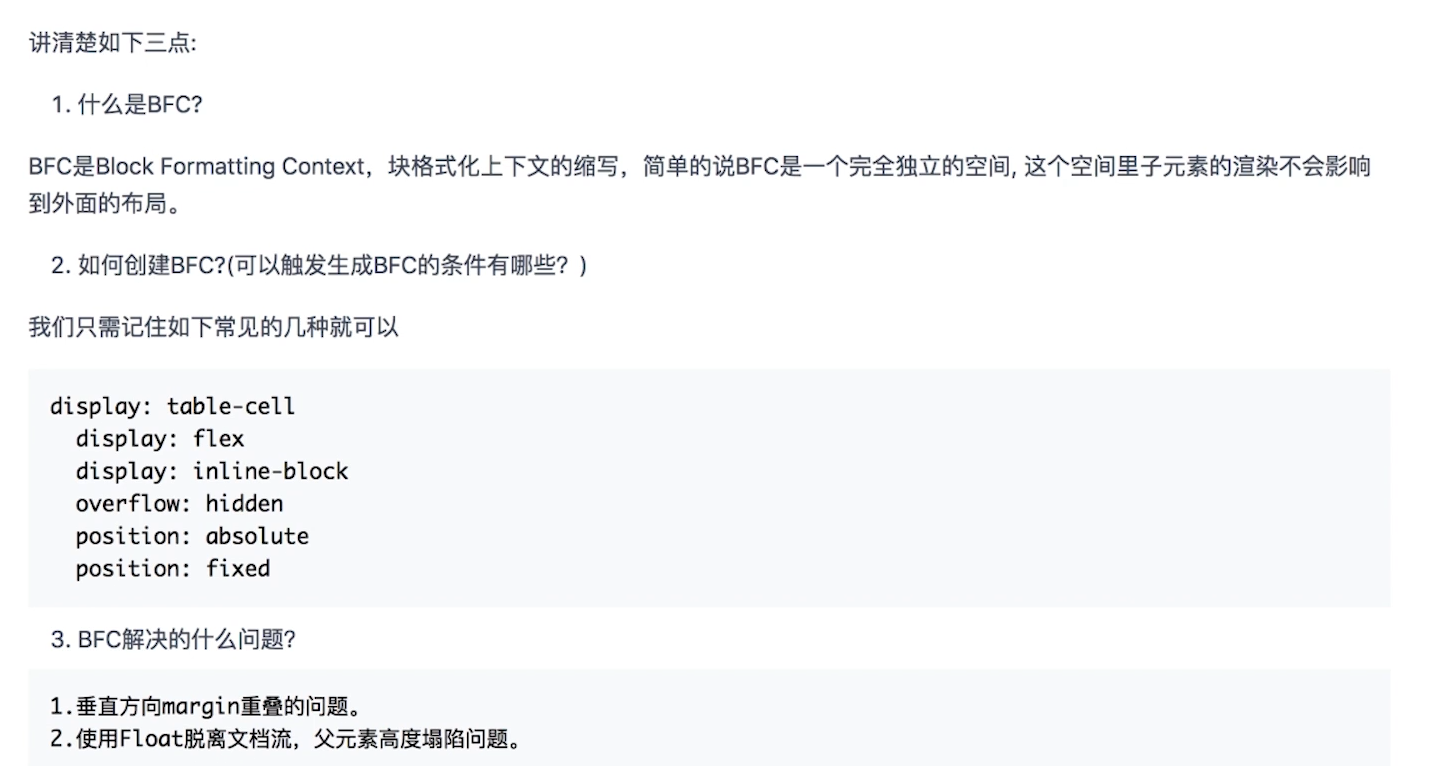 讲清楚如下三点:
1. 什么是BFC?
BFC是Block Formatting Context，块格式化上下文的缩写，简单的说BFC是一个完全独立的空间, 这个空间里子元素的渲染不会影响
到外面的布局。
2. 如何创建BFC?(可以触发生成BFC的条件有哪些？)
我们只需记住如下常见的几种就可以
display: table-cell
display: flex
display: inline-block
overflow: hidden
position: absolute
position: fixed
3. BFC解决的什么问题?
1.垂直方向margin重叠的问题。
2.使用Float脱离文档流，父元素高度塌陷问题。